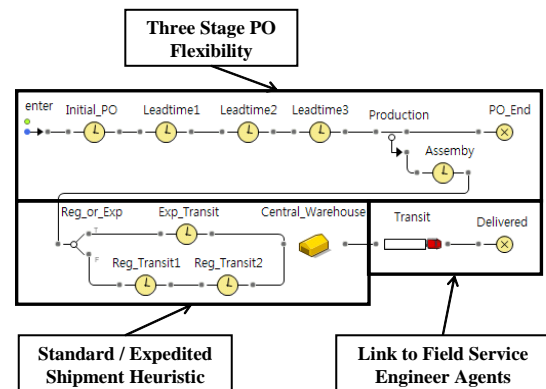 Three Stage PO
Flexibility
enter
Initial_PO
Leadtime1
Leadtime2
Leadtime3
Production
PO_End
Assemby
Reg_or_Exp
Exp_Transit
Central_Warehouse
Transit
Delivered
T
F
Reg_Transit1
Reg_Transit2
Standard / Expedited
Shipment Heuristic
Link to Field Service
Engineer Agents